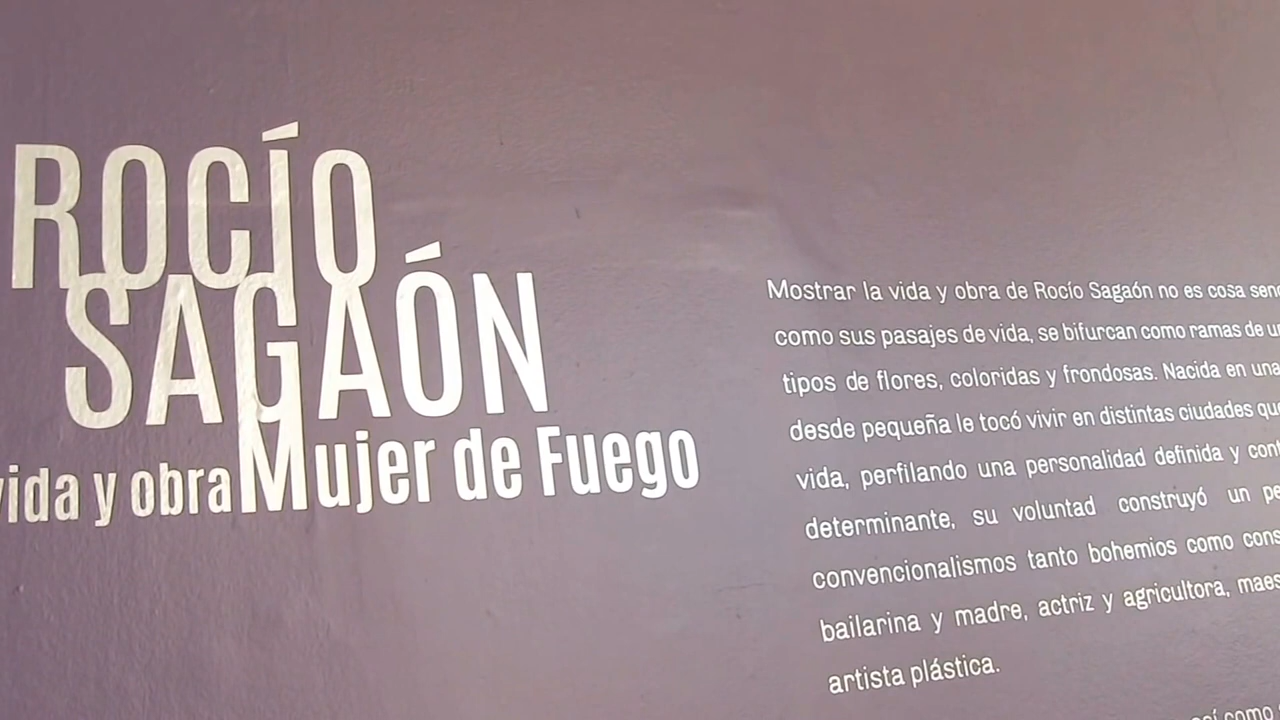 ROCÍO
SAGAÓN
vida y obra Mujer de Fuego
Mostrar la vida y obra de Rocío Sagaón no es cosa
como sus pasajes de vida, se bifurcan como ramas de
tipos de flores, coloridas y frondosas. Nacida en una
desde pequeña le tocó vivir en distintas ciudades
vida, perfilando una personalidad definida y
determinante, su voluntad construyó un
convencionalismos tanto bohemios como
bailarina y madre, actriz y agricultora,
artista plástica.
así como